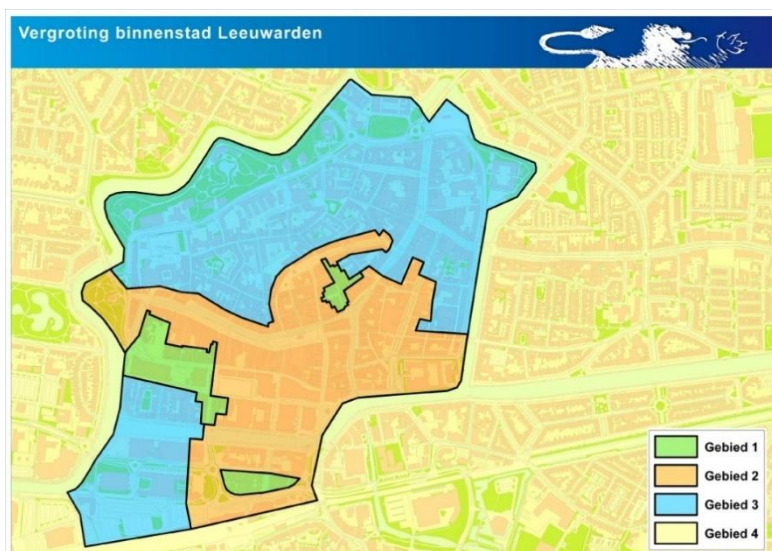 Vergroting binnenstad Leeuwarden
Gebied 1
Gebied 2
Gebied 3
Gebied 4